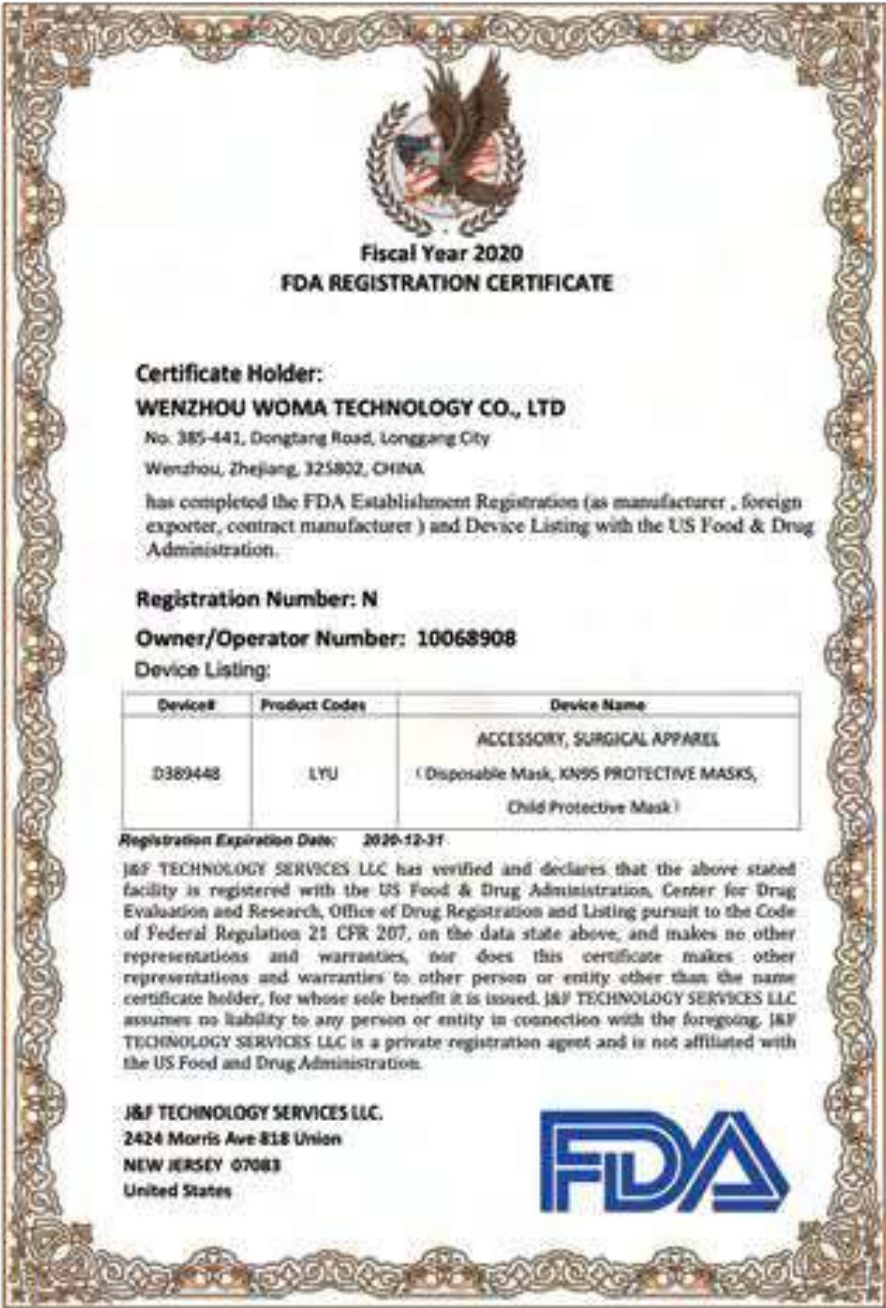 Fiscal Year 2020
FDA REGISTRATION CERTIFICATE
Certificate Holder:
WENZHOU WOMA TECHNOLOGY CO., LTD
No. 385-441, Dongtang Road, Longgang City
Wenzhou, Zhejiang, 325802, CHINA
has completed the FDA Establishment Registration (as manufacturer , foreign
exporter, contract manufacturer ) and Device Listing with the US Food & Drug
Administration.
Registration Number: N
Owner/Operator Number: 10068908
Device Listing:
Device# Product Codes Device Name
D389448 LYU ACCESSORY, SURGICAL APPAREL
( Disposable Mask, KN95 PROTECTIVE MASKS,
Child Protective Mask )
Registration Expiration Date: 2020-12-31
J&F TECHNOLOGY SERVICES LLC has verified and declares that the above stated
facility is registered with the US Food & Drug Administration, Center for Drug
Evaluation and Research, Office of Drug Registration and Listing pursuit to the Code
of Federal Regulation 21 CFR 207, on the data state above, and makes no other
representations and warranties, nor does this certificate makes other
representations and warranties to other person or entity other than the name
certificate holder, for whose sole benefit it is issued. J&F TECHNOLOGY SERVICES LLC
assumes no liability to any person or entity in connection with the foregoing. J&F
TECHNOLOGY SERVICES LLC is a private registration agent and is not affiliated with
the US Food and Drug Administration.
J&F TECHNOLOGY SERVICES LLC.
2424 Morris Ave 818 Union
NEW JERSEY 07083
United States
FDA